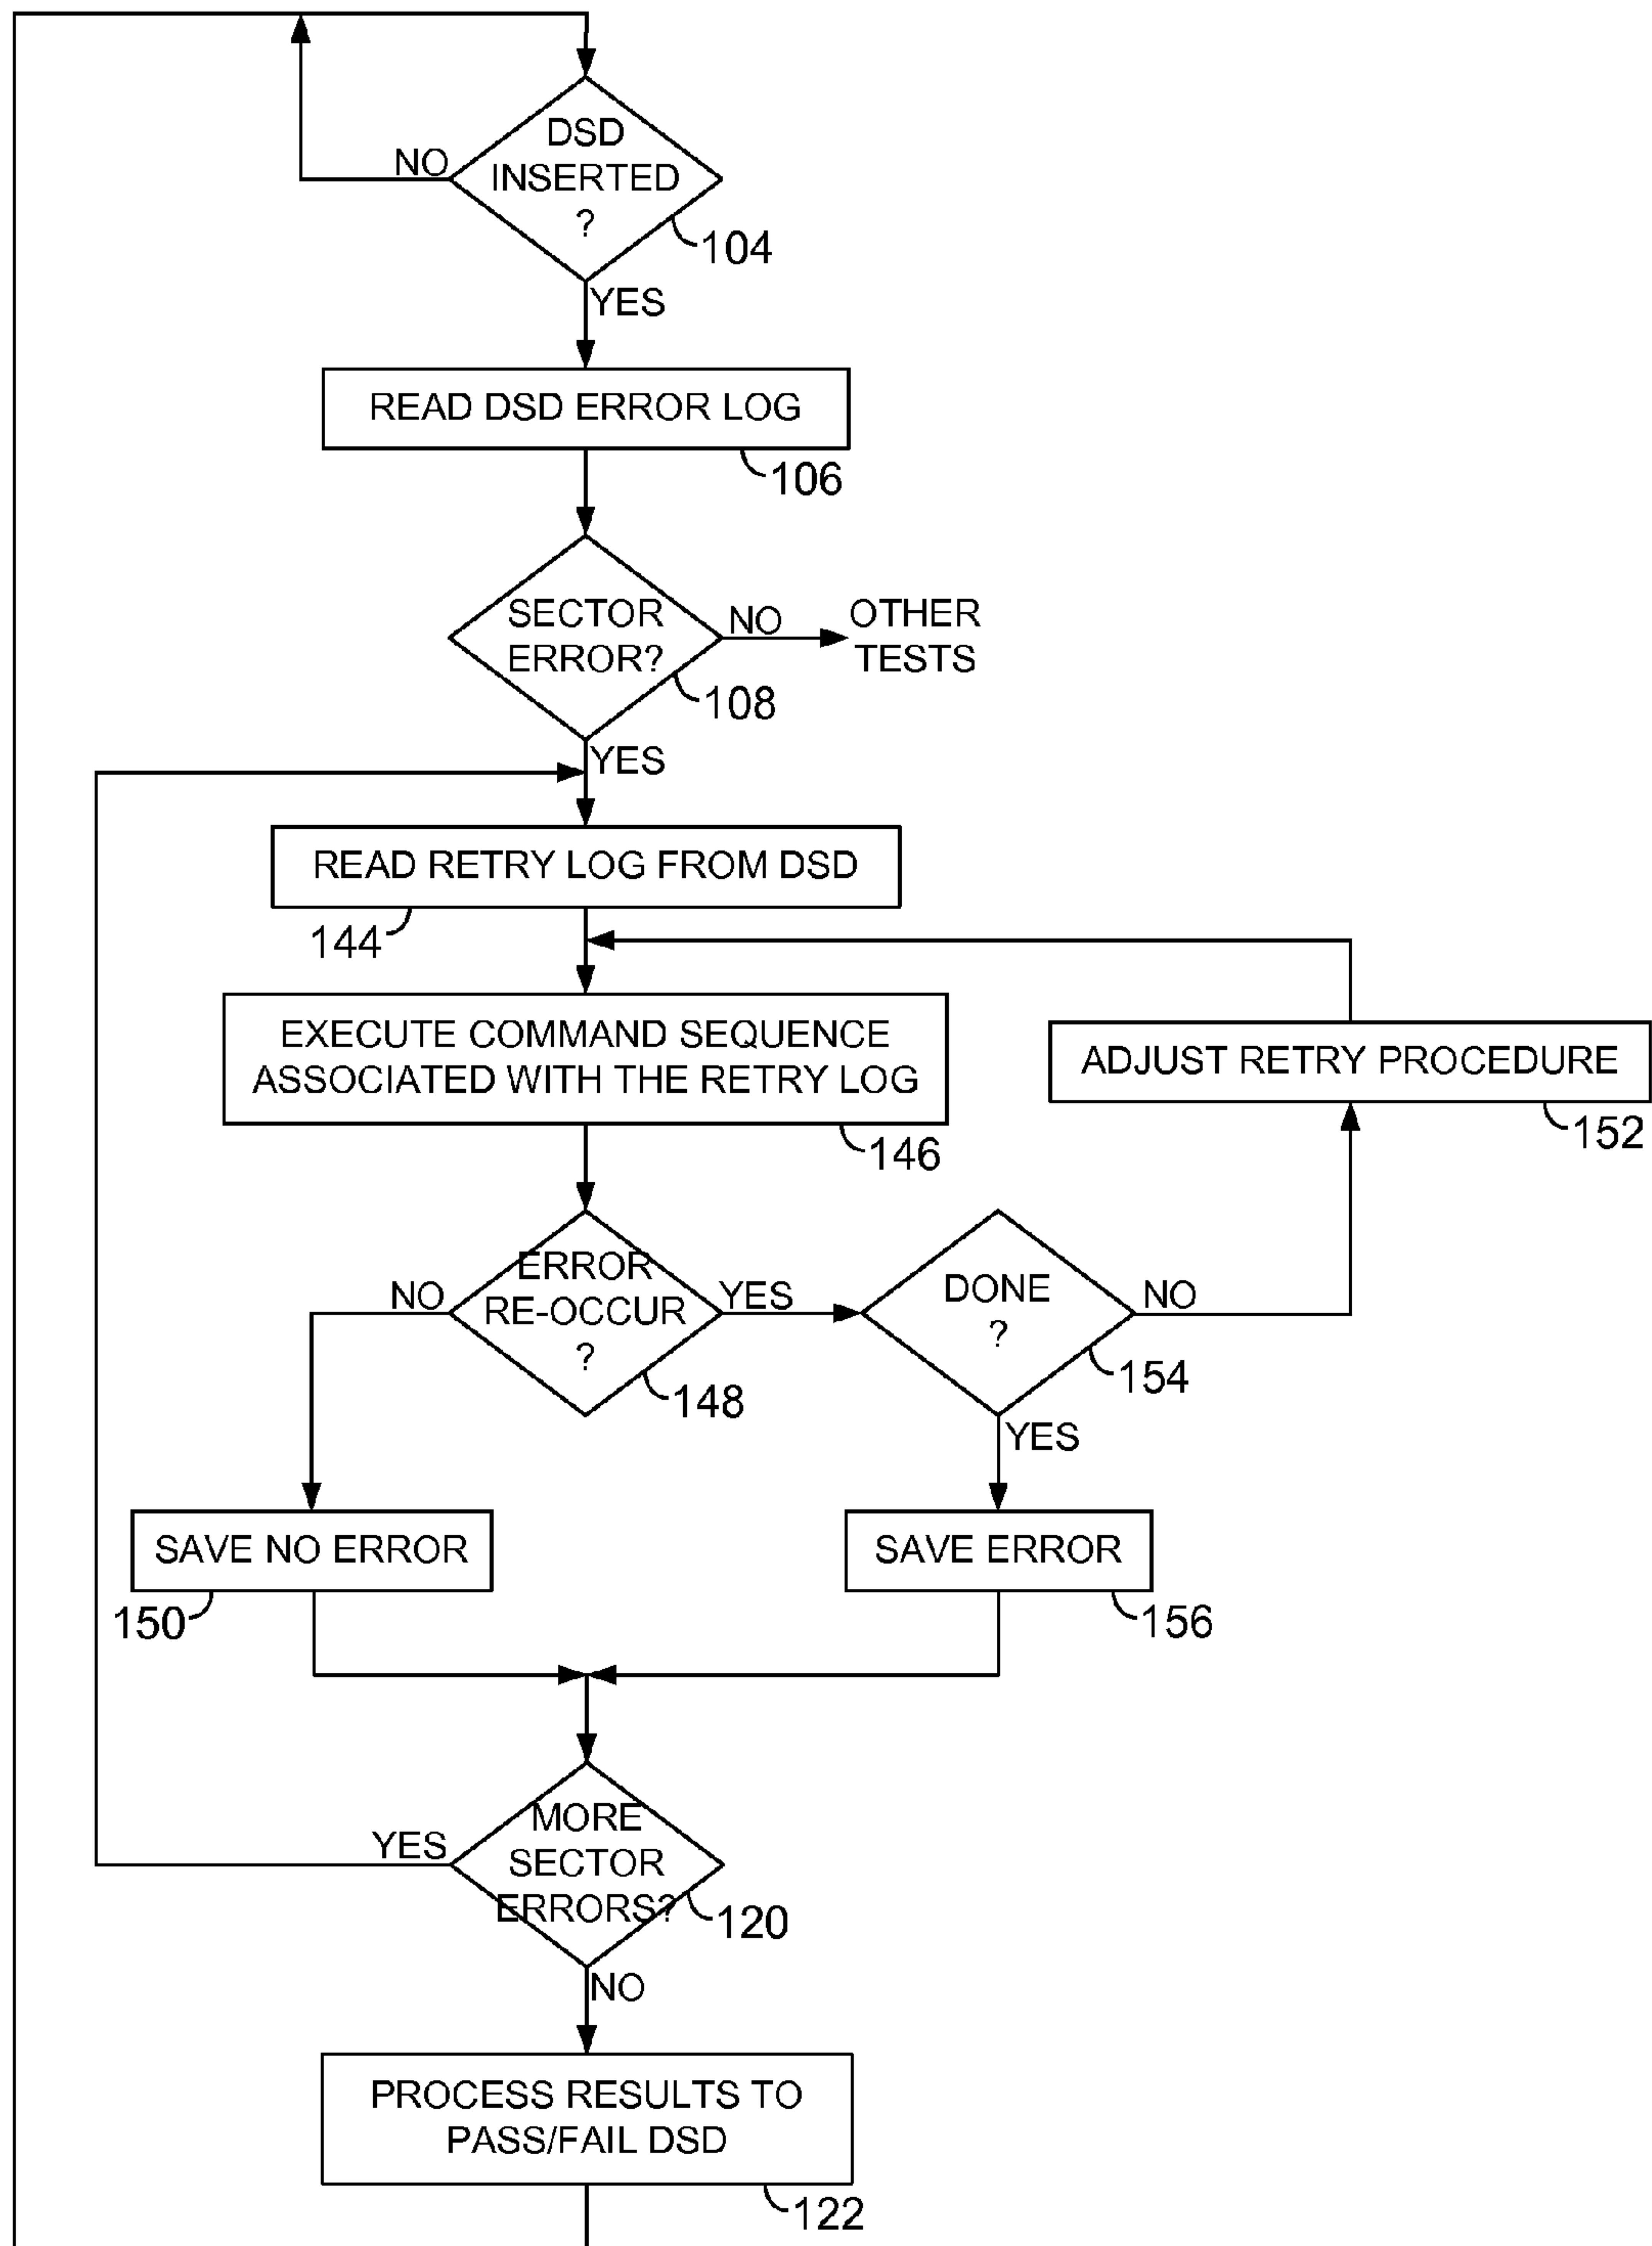 DSD
INSERTED
?
NO
104
YES
READ DSD ERROR LOG
106
SECTOR
ERROR?
NO
OTHER
TESTS
108
YES
READ RETRY LOG FROM DSD
144
EXECUTE COMMAND SEQUENCE
ASSOCIATED WITH THE RETRY LOG
146
ADJUST RETRY PROCEDURE
152
ERROR
RE-OCCUR
?
NO
YES
148
DONE
?
NO
154
YES
SAVE NO ERROR
150
SAVE ERROR
156
MORE
SECTOR
ERRORS?
YES
120
NO
PROCESS RESULTS TO
PASS/FAIL DSD
122